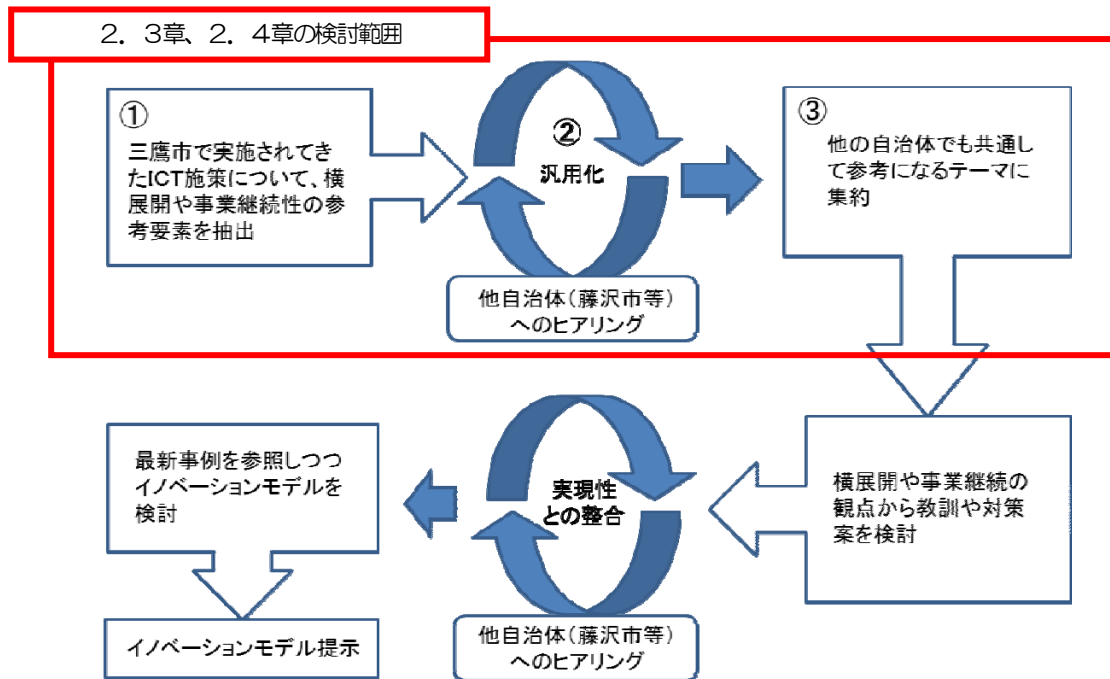 2．3章、2．4章の検討範囲
①
三鷹市で実施されてき
たICT施策について、横
展開や事業継続性の参
考要素を抽出
②
汎用化
他自治体（藤沢市等）
へのヒアリング
③
他の自治体でも共通し
て参考になるテーマに
集約
横展開や事業継続の
観点から教訓や対策
案を検討
実現性
との整合
他自治体（藤沢市等）
へのヒアリング
最新事例を参照しつつ
イノベーションモデルを
検討
イノベーションモデル提示